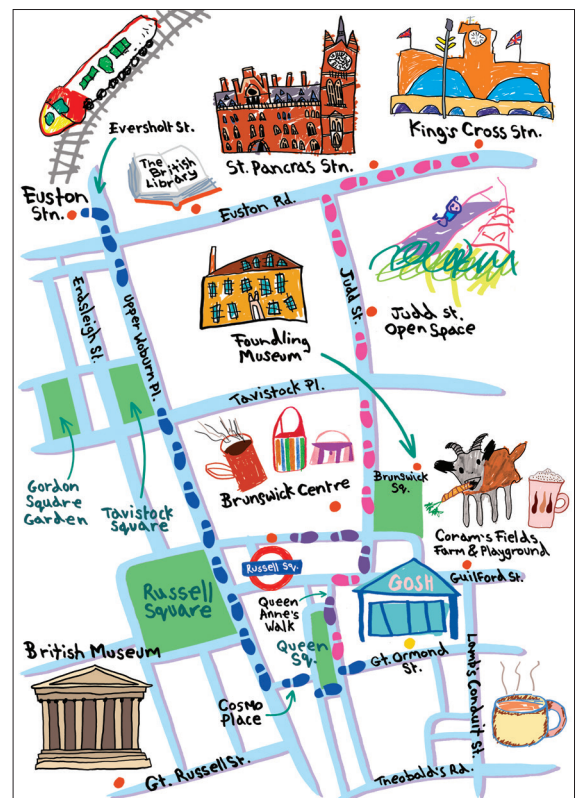 Eversholt St.
The
British
Library
St. Pancras Stn.
King's Cross Stn.
Euston
Stn.
Euston Rd.
Endsleigh St.
Upper Woburn Pl.
Judd St.
Judd St.
Open Space
Foundling
Museum
Tavistock Pl.
Gordon
Square
Garden
Tavistock
Square
Brunswick Centre
Brunswick
Sq.
Coram's Fields,
Farm & Playground
Russell Sq.
GOSH
Guilford St.
Russell
Square
Queen
Anne's
Walk
Queen
Sq.
British Museum
Gt. Ormond
St.
Lamb's Conduit St.
Cosmo
Place
Gt. Russell St.
Theobald's Rd.